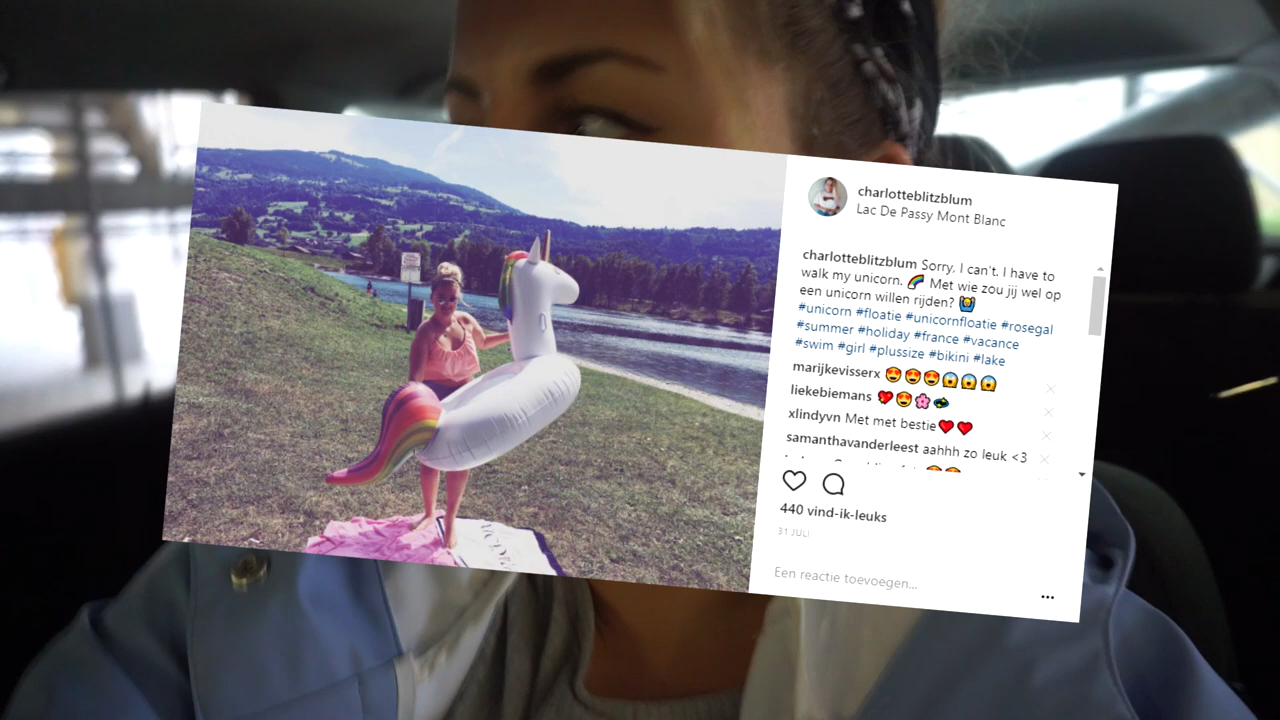 charlotteblitzblum
Lac De Passy Mont Blanc
charlotteblitzblum Sorry, I can't. I have to
walk my unicorn. 🌈 Met wie zou jij wel op
een unicorn willen rijden? 🙌
#unicorn #floatie #unicornfloatie #rosegal
#summer #holiday #france #vacance
#swim #girl #plussize #bikini #lake
marijkevisserx 😍😍😍😱😱😱
liekebiemans 💘😍🌸💫
xlindyvn Met met bestie❤❤
samanthavanderleest aahhh zo leuk <3
440 vind-ik-leuks
31 JULI
Een reactie toevoegen...